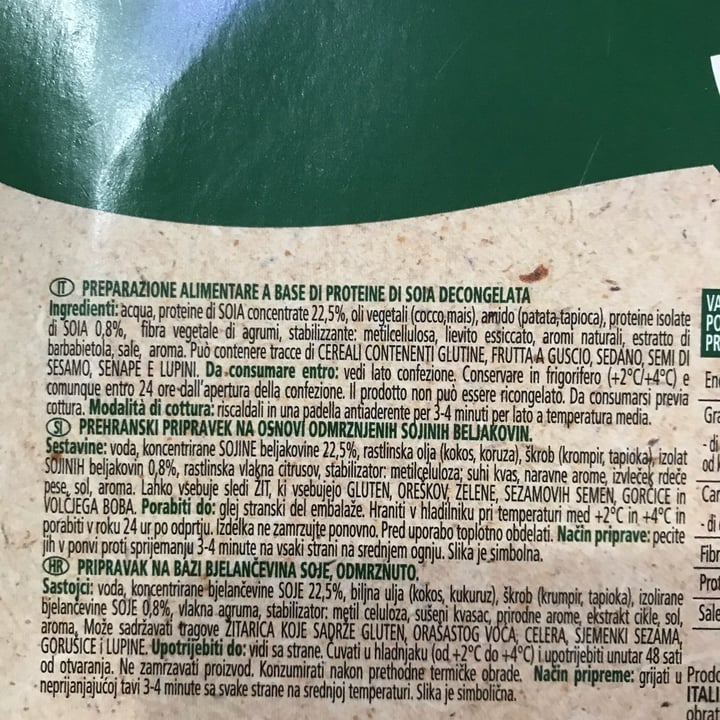 IT PREPARAZIONE ALIMENTARE A BASE DI PROTEINE DI SOIA DECONGELATA
Ingredienti: acqua, proteine di SOIA concentrate 22,5%, oli vegetali (cocco,mais), amido (patata,tapioca), proteine isolate
di SOIA 0,8%, fibra vegetale di agrumi, stabilizzante: metilcellulosa, lievito essiccato, aromi naturali, estratto di
barbabietola, sale, aroma. Può contenere tracce di CEREALI CONTENENTI GLUTINE, FRUTTA A GUSCIO, SEDANO, SEMI DI
SESAMO, SENAPE E LUPINI. Da consumare entro: vedi lato confezione. Conservare in frigorifero (+2°C/+4°C) e
comunque entro 24 ore dall'apertura della confezione. Il prodotto non può essere ricongelato. Da consumarsi previa
cottura. Modalità di cottura: riscaldali in una padella antiaderente per 3-4 minuti per lato a temperatura media.
SI PREHRANSKI PRIPRAVEK NA OSNOVI ODMRZNJENIH SOJINIH BELJAKOVIN.
Sestavine: voda, koncentrirane SOJINE beljakovine 22,5%, rastlinska olja (kokos, koruza), škrob (krompir, tapioka), izolat
SOJINIH beljakovin 0,8%, rastlinska vlakna citrusov, stabilizator: metilceluloza; suhi kvas, naravne arome, izvleček rdeče
pese, sol, aroma. Lahko vsebuje sledi ŽIT, ki vsebujejo GLUTEN, OREŠKOV, ZELENE, SEZAMOVIH SEMEN, GORČICE in
VOLČJEGA BOBA. Porabiti do: glej stranski del embalaže. Hraniti v hladilniku pri temperaturi med +2°C in +4°C in
porabiti v roku 24 ur po odprtju. Izdelka ne zamrzujte ponovno. Pred uporabo toplotno obdelati. Način priprave: pecite
jih v ponvi proti sprijemanju 3-4 minute na vsaki strani na srednjem ognju. Slika je simbolna.
HR PRIPRAVAK NA BAZI BJELANČEVINA SOJE, ODMRZNUTO.
Sastojci: voda, koncentrirane bjelančevine SOJE 22,5%, biljna ulja (kokos, kukuruz), škrob (krumpir, tapioka), izolirane
bjelančevine SOJE 0,8%, vlakna agruma, stabilizator: metil celuloza, sušeni kvasac, prirodne arome, ekstrakt cikle, sol,
aroma, Može sadržavati tragove ŽITARICA KOJE SADRŽE GLUTEN, ORAŠASTOG VOĆA, CELERA, SJEMENKI SEZAMA,
GORUŠICE i LUPINE. Upotrijebiti do: vidi sa strane. Čuvati u hladnjaku (od +2°C do +4°C) i upotrijebiti unutar 48 sati
od otvaranja. Ne zamrzavati proizvod. Konzumirati nakon prethodne termičke obrade. Način pripreme: grijati u
neprijanjajućoj tavi 3-4 minute sa svake strane na srednjoj temperaturi. Slika je simbolična.
VA
PO
PR
En
Gra
- di
od
Car
- di
Fibr
Prot
Sale
Prodo
ITALI
obrat